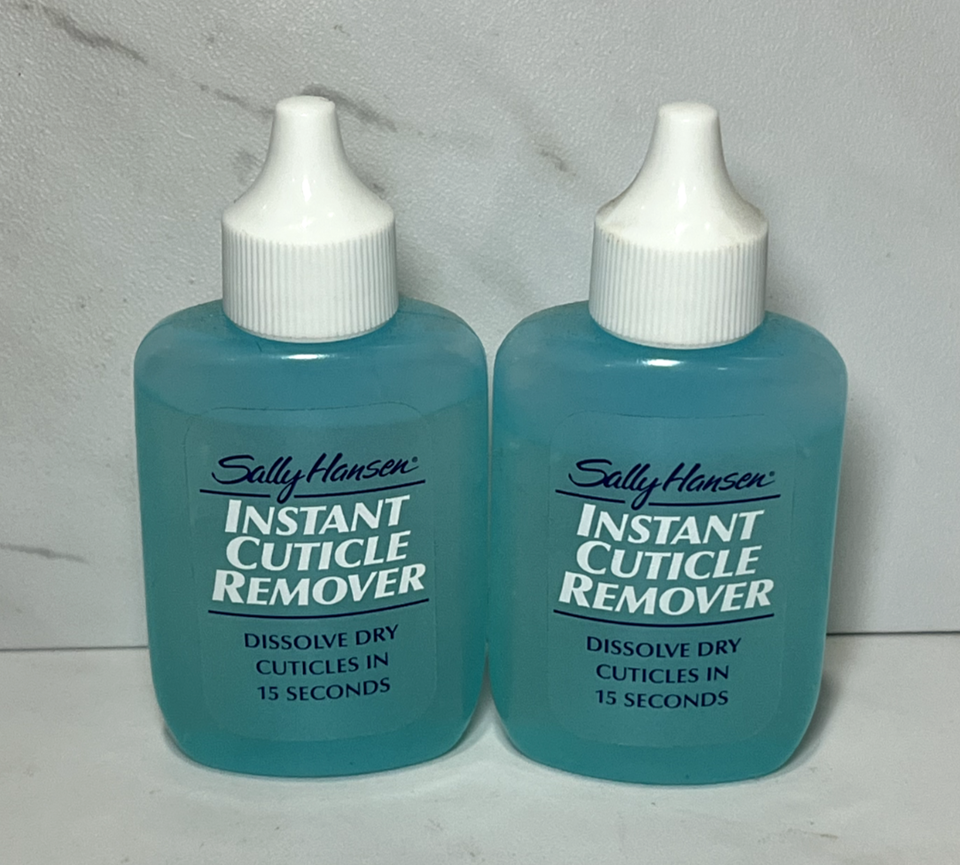 Sally Hansen®
INSTANT
CUTICLE
REMOVER
DISSOLVE DRY
CUTICLES IN
15 SECONDS
Sally Hansen®
INSTANT
CUTICLE
REMOVER
DISSOLVE DRY
CUTICLES IN
15 SECONDS